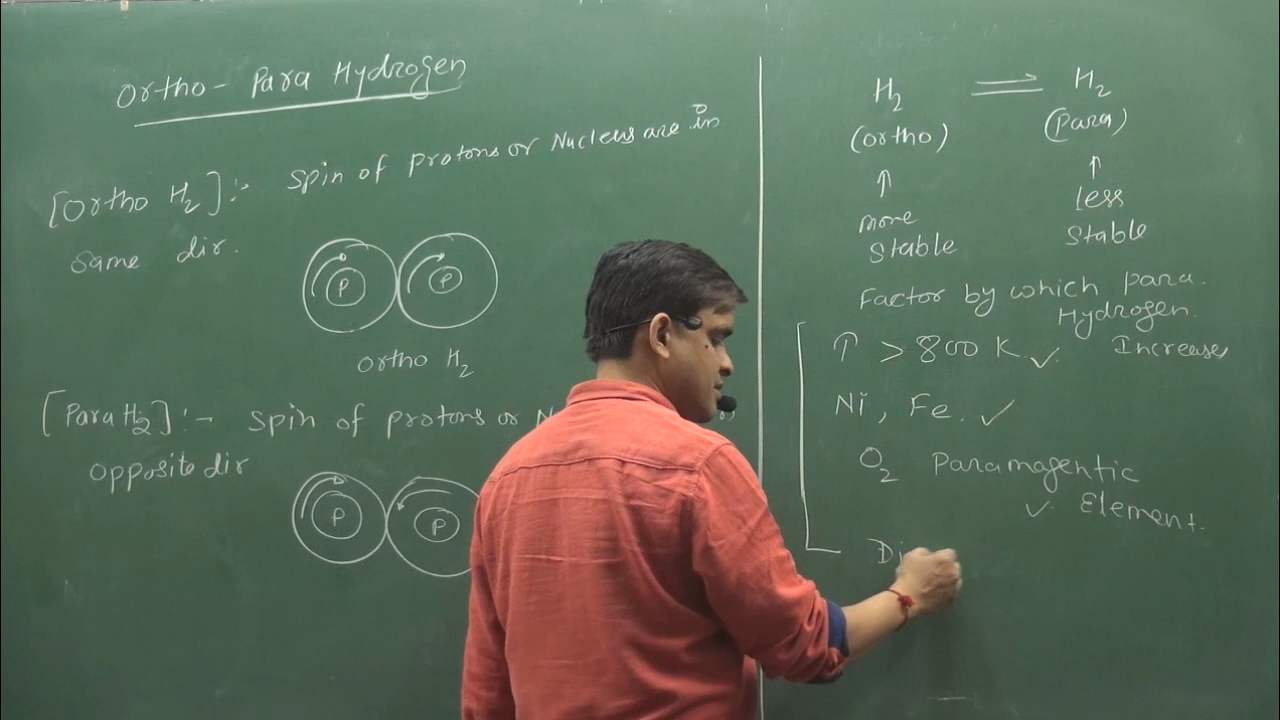 Ortho - Para Hydrogen
[Ortho H₂] :- Spin of Protons or Nucleus are in
Same dir.
P P
Ortho H₂
[Para H₂] :- Spin of Protons or
opposite dir
P P
H₂ ⇌ H₂
(ortho) (Para)
↑ ↑
more less
Stable Stable
Factor by which para.
Hydrogen.
↑ > 800 K ✓. Increases
Ni, Fe. ✓
O₂ Paramagentic
✓. Element.